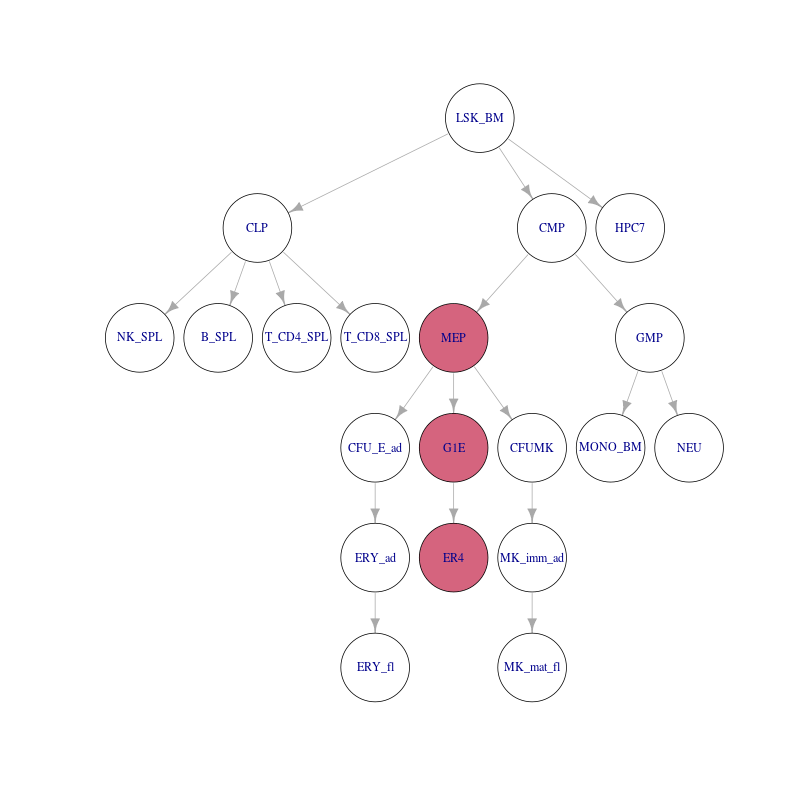 LSK_BM
CLP
CMP
HPC7
NK_SPL
B_SPL
T_CD4_SPL
T_CD8_SPL
MEP
GMP
CFU_E_ad
G1E
CFUMK
MONO_BM
NEU
ERY_ad
ER4
MK_imm_ad
ERY_fl
MK_mat_fl